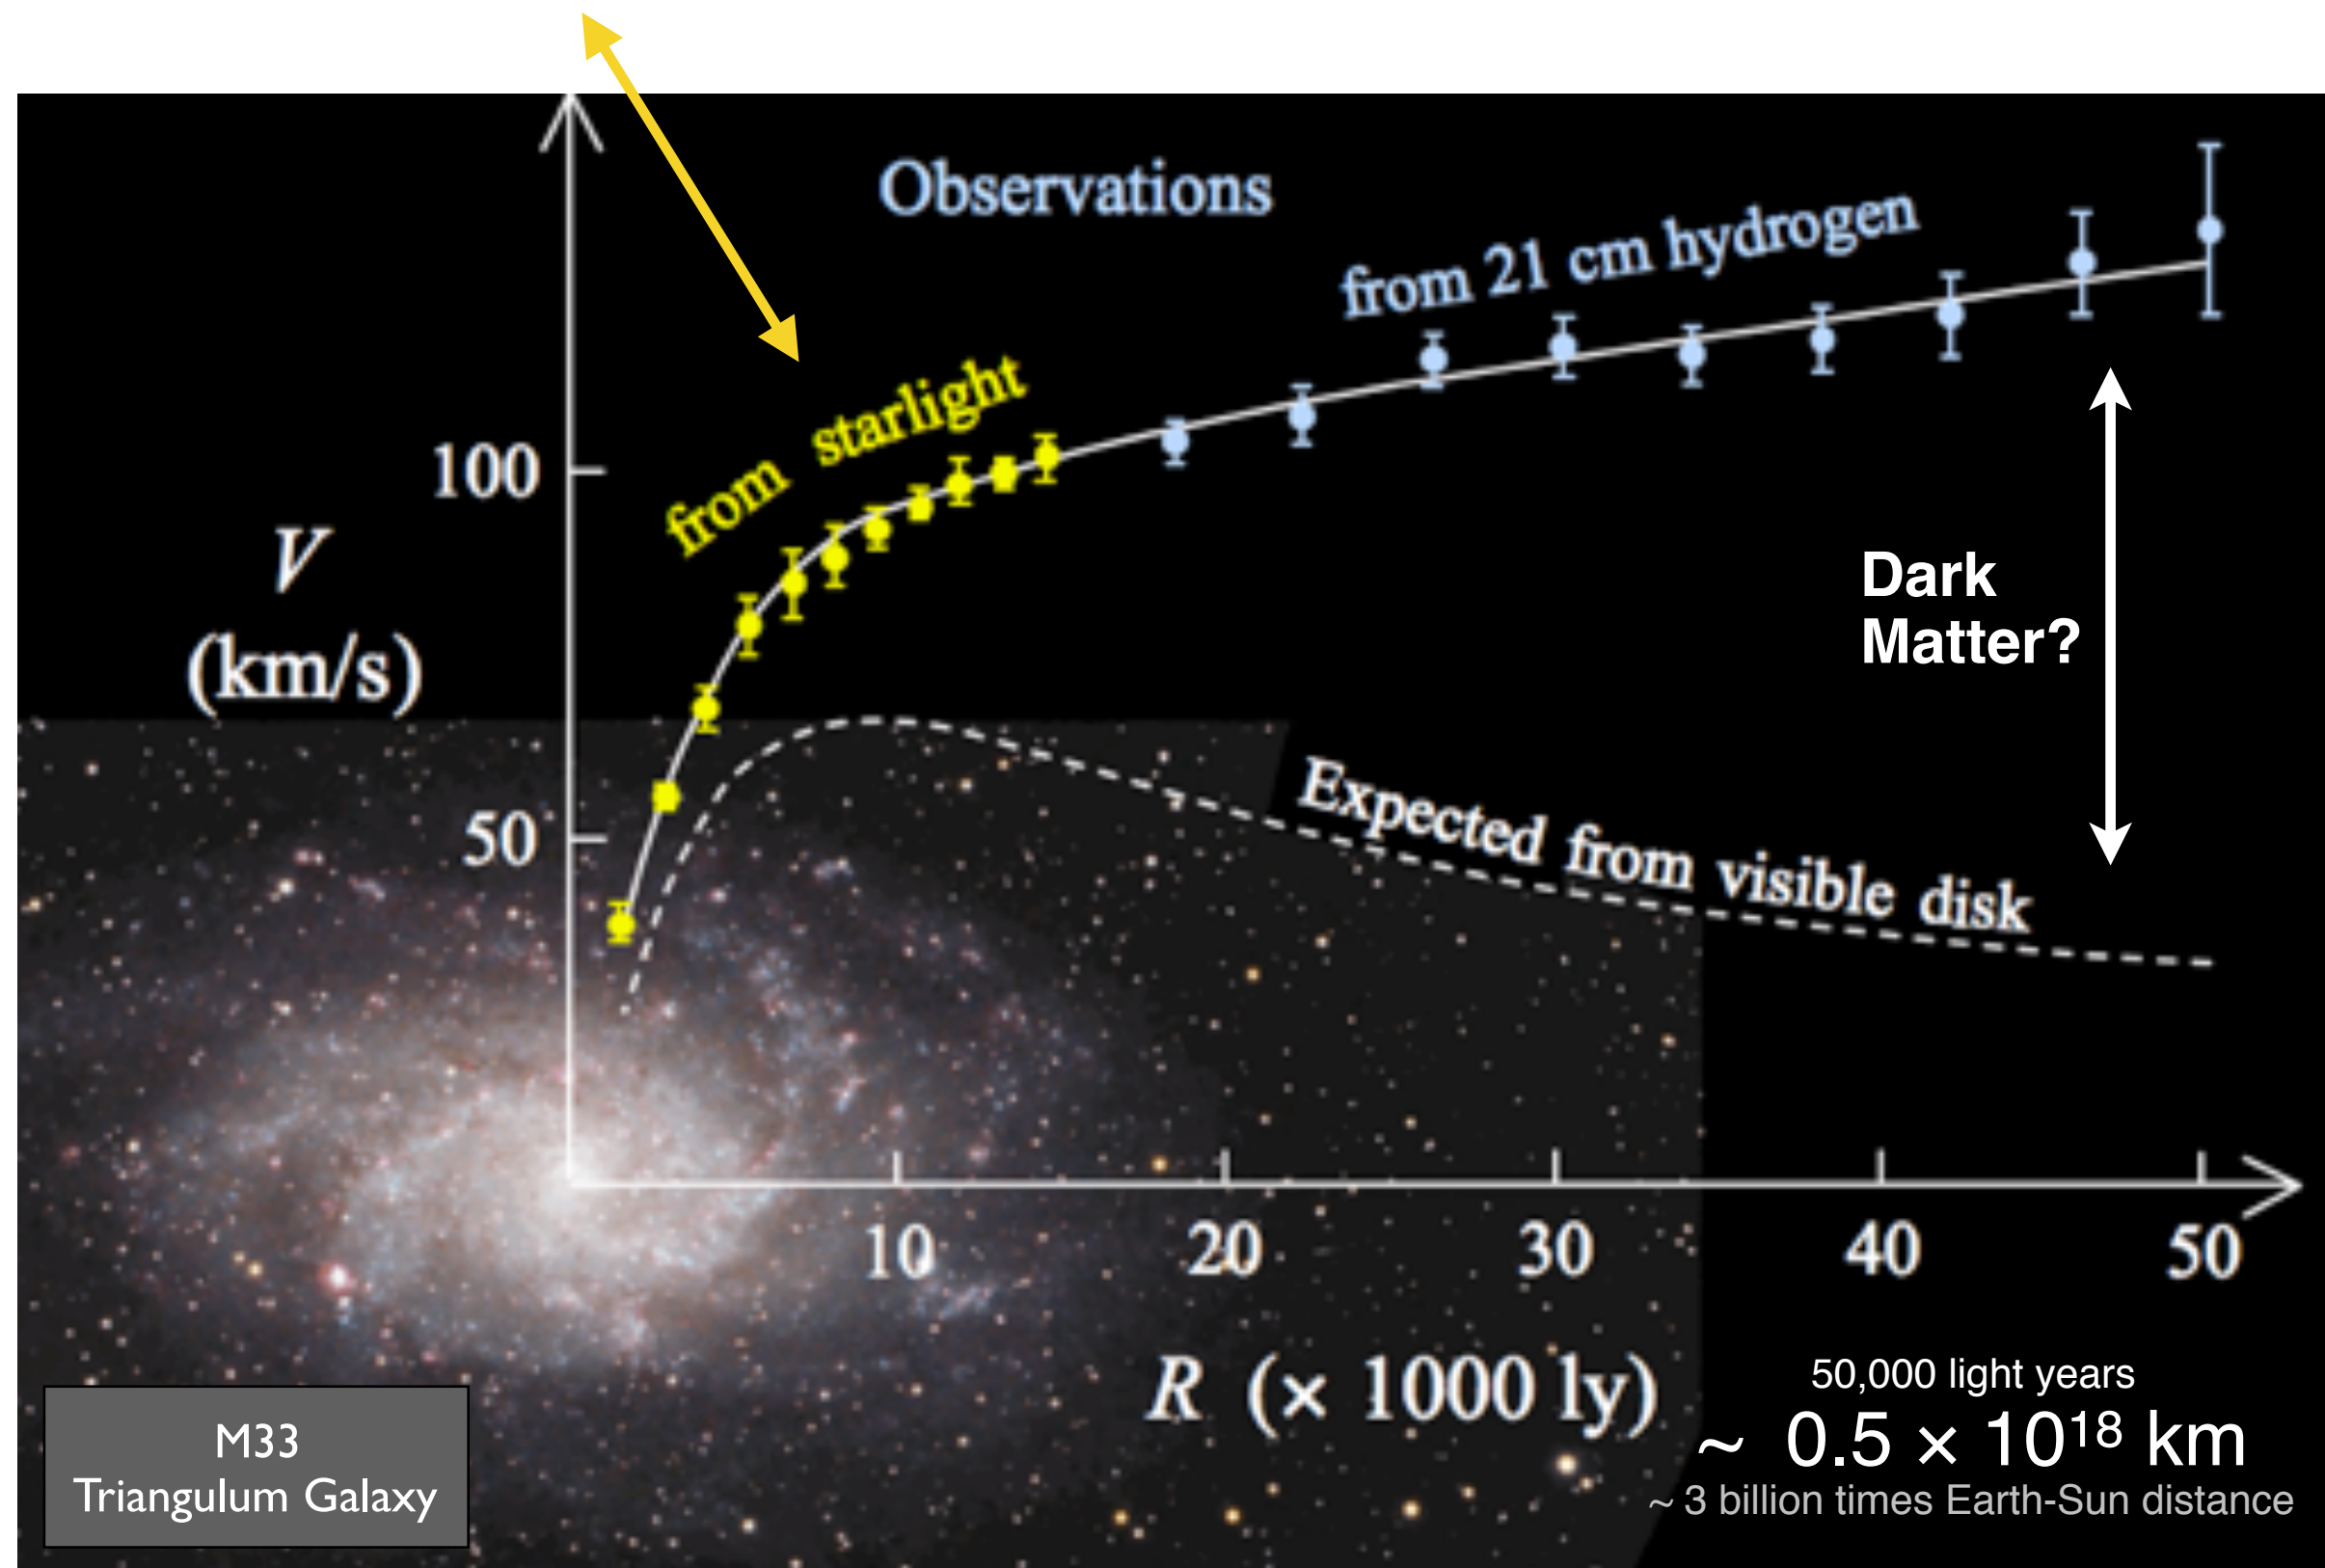 Observations
from 21 cm hydrogen
from starlight
100
V
(km/s)
Dark
Matter?
50
Expected from visible disk
10
20
30
40
50
R (× 1000 ly)
50,000 light years
~ 0.5 × 10¹⁸ km
~ 3 billion times Earth-Sun distance
M33
Triangulum Galaxy